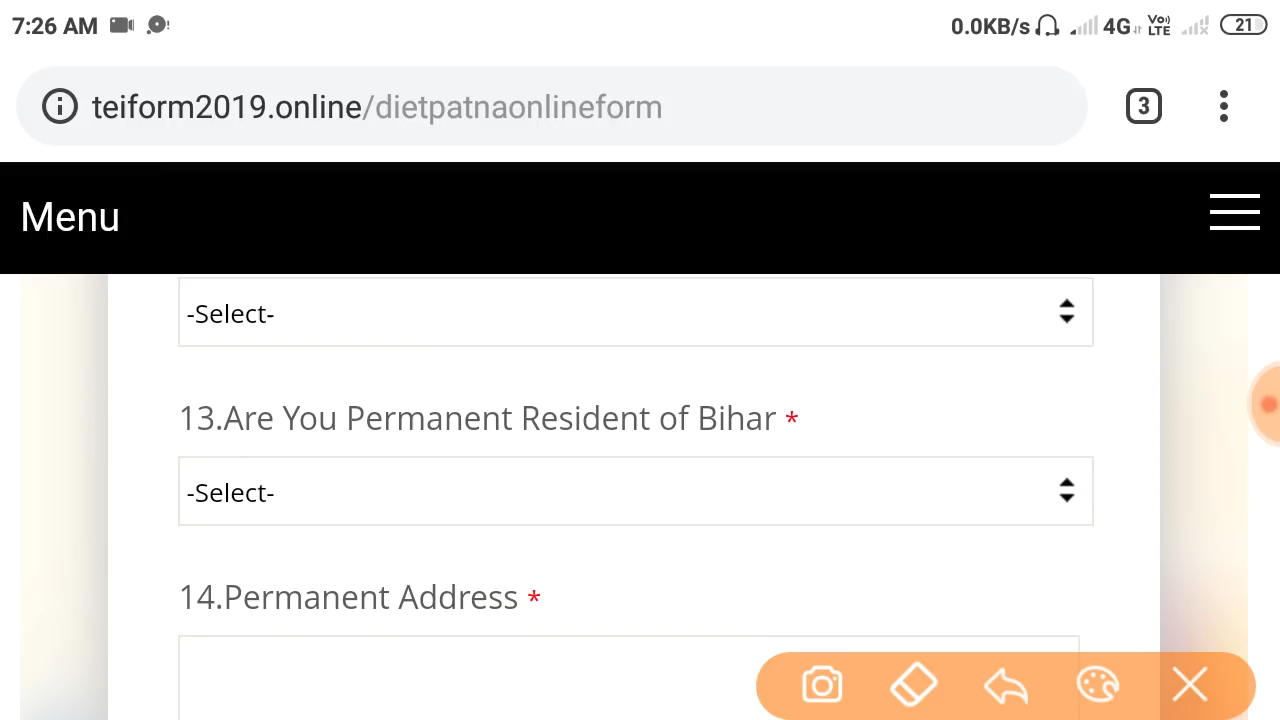 7:26 AM 0.0KB/s 4G Vo) LTE 21
teiform2019.online/dietpatnaonlineform 3
Menu
-Select-
13.Are You Permanent Resident of Bihar *
-Select-
14.Permanent Address *